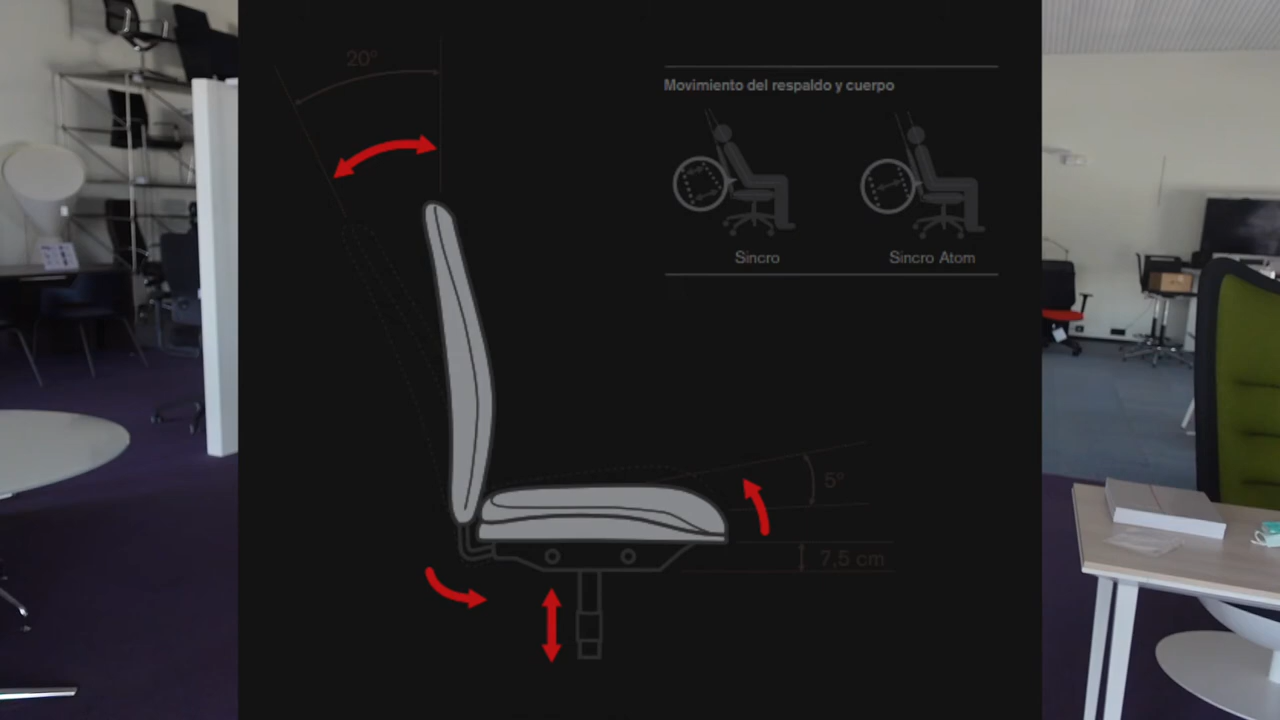 20°
Movimiento del respaldo y cuerpo
Sincro
Sincro Atom
5°
7,5 cm